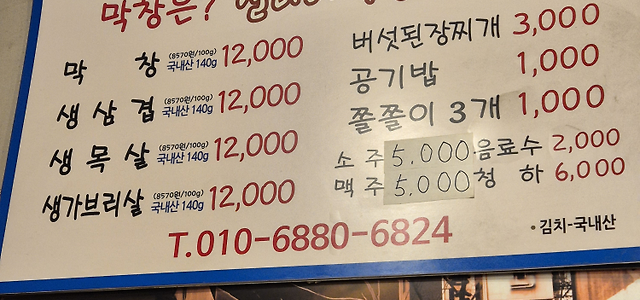 막창은?
막 창 (8570원/100g) 국내산 140g 12,000
생 삼 겹 (8570원/100g) 국내산 140g 12,000
생 목 살 (8570원/100g) 국내산 140g 12,000
생가브리살 (8570원/100g) 국내산 140g 12,000
버섯된장찌개 3,000
공기밥 1,000
쫄쫄이 3개 1,000
소 주 5,000 음료수 2,000
맥 주 5,000 청 하 6,000
T.010-6880-6824
• 김치-국내산